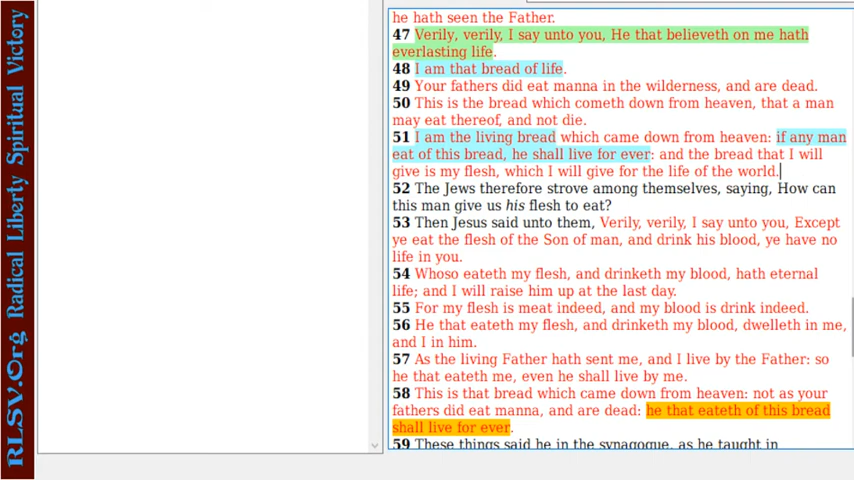 RLSV.Org Radical Liberty Spiritual Victory
he hath seen the Father.
47 Verily, verily, I say unto you, He that believeth on me hath
everlasting life.
48 I am that bread of life.
49 Your fathers did eat manna in the wilderness, and are dead.
50 This is the bread which cometh down from heaven, that a man
may eat thereof, and not die.
51 I am the living bread which came down from heaven: if any man
eat of this bread, he shall live for ever: and the bread that I will
give is my flesh, which I will give for the life of the world.
52 The Jews therefore strove among themselves, saying, How can
this man give us his flesh to eat?
53 Then Jesus said unto them, Verily, verily, I say unto you, Except
ye eat the flesh of the Son of man, and drink his blood, ye have no
life in you.
54 Whoso eateth my flesh, and drinketh my blood, hath eternal
life; and I will raise him up at the last day.
55 For my flesh is meat indeed, and my blood is drink indeed.
56 He that eateth my flesh, and drinketh my blood, dwelleth in me,
and I in him.
57 As the living Father hath sent me, and I live by the Father: so
he that eateth me, even he shall live by me.
58 This is that bread which came down from heaven: not as your
fathers did eat manna, and are dead: he that eateth of this bread
shall live for ever.
59 These things said he in the synagogue, as he taught in